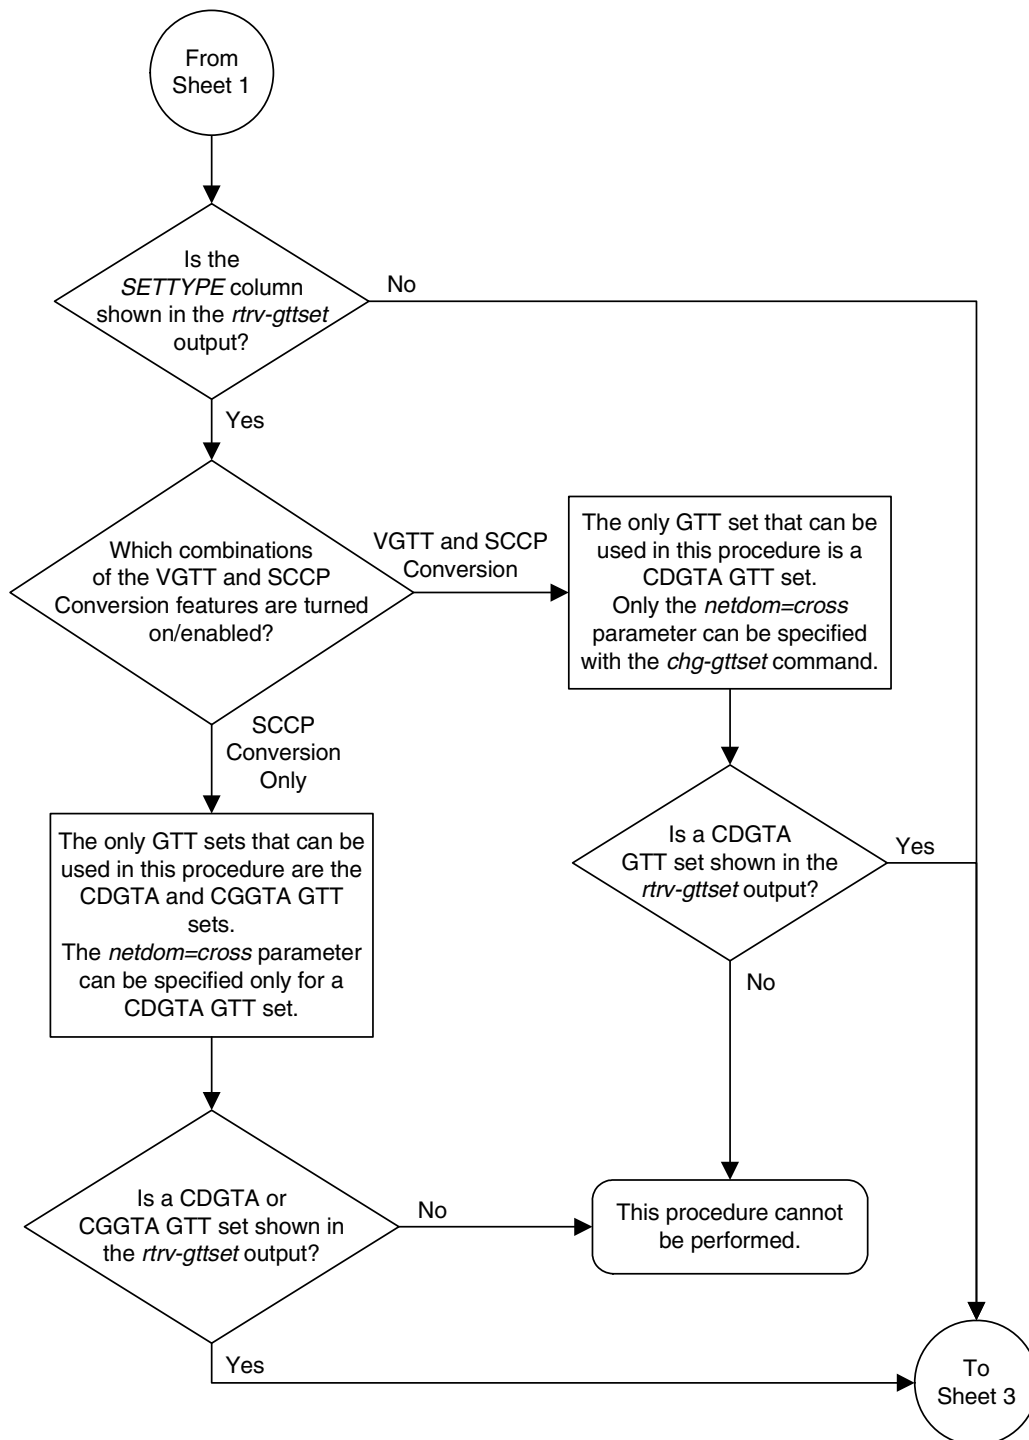 From
Sheet 1
Is the
SETTYPE column
shown in the rtrv-gttset
output?
No
Yes
Which combinations
of the VGTT and SCCP
Conversion features are turned
on/enabled?
VGTT and SCCP
Conversion
The only GTT set that can be
used in this procedure is a
CDGTA GTT set.
Only the netdom=cross
parameter can be specified
with the chg-gttset command.
SCCP
Conversion
Only
The only GTT sets that can be
used in this procedure are the
CDGTA and CGGTA GTT
sets.
The netdom=cross parameter
can be specified only for a
CDGTA GTT set.
Is a CDGTA
GTT set shown in the
rtrv-gttset output?
Yes
No
Is a CDGTA or
CGGTA GTT set shown in
the rtrv-gttset output?
No
This procedure cannot
be performed.
Yes
To
Sheet 3